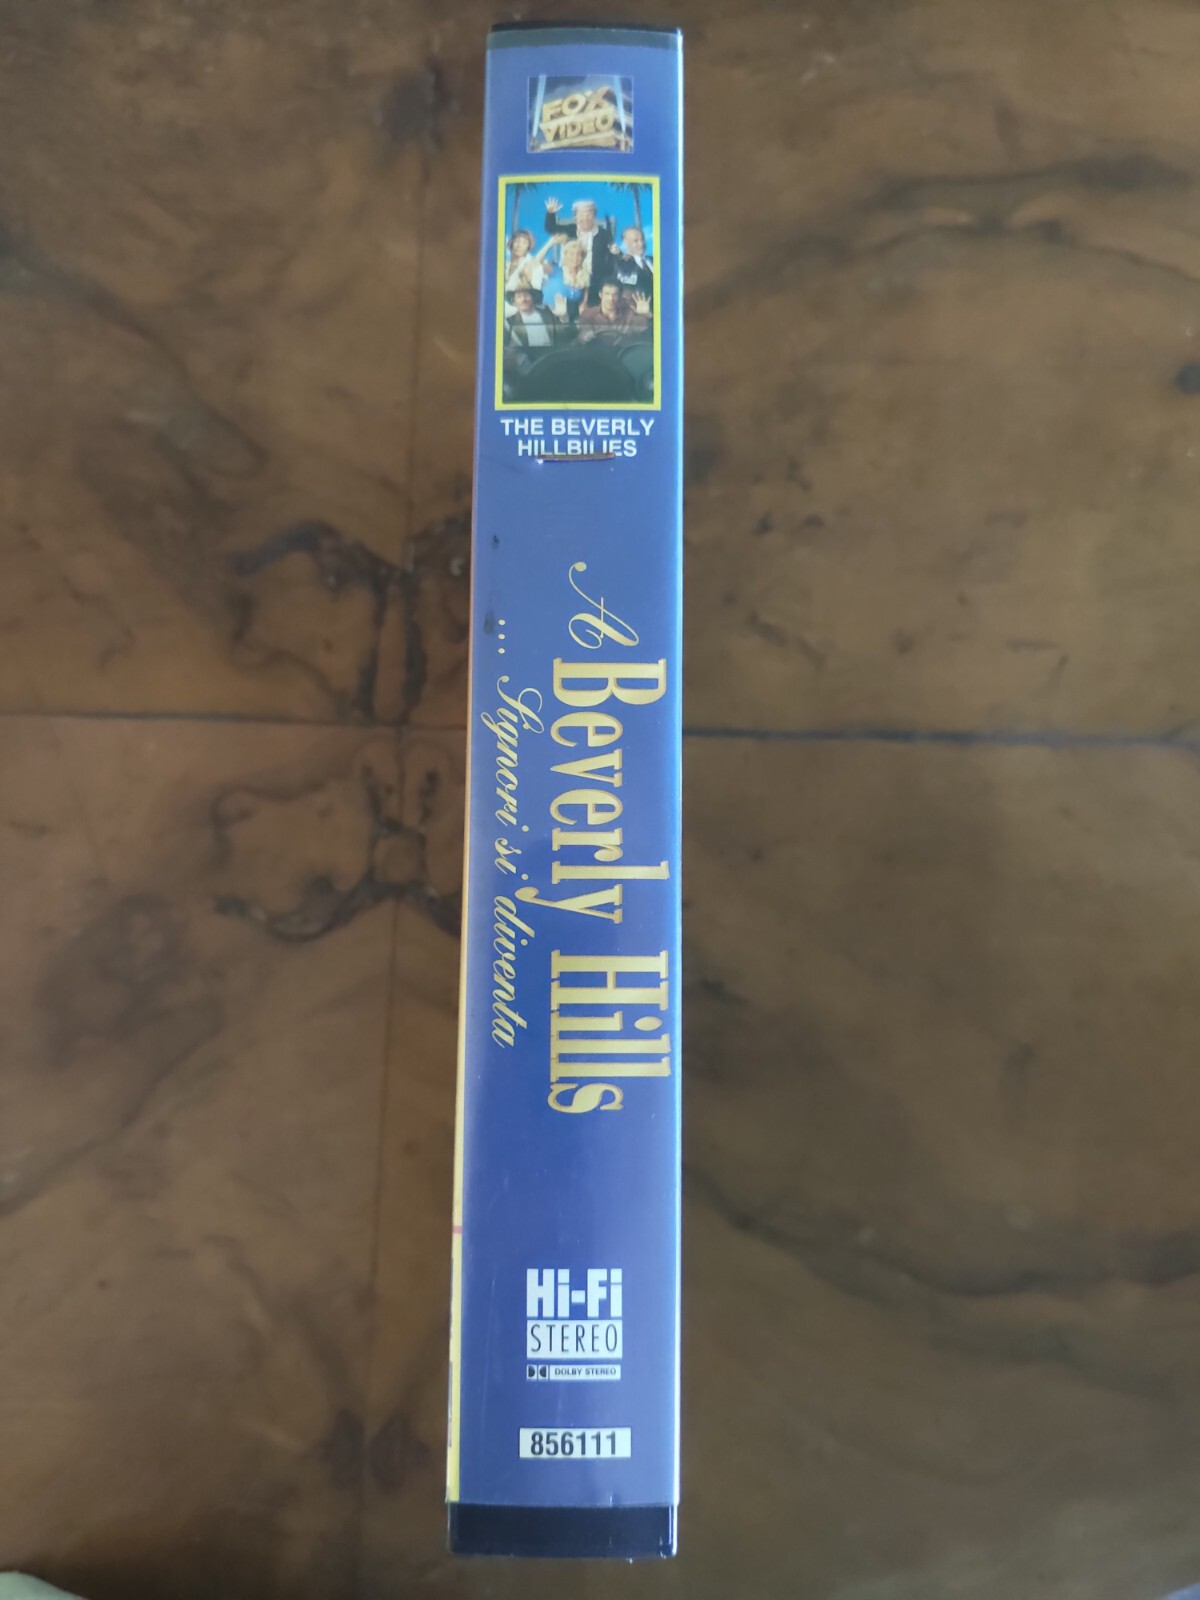 FOX
VIDEO
THE BEVERLY
HILLBILIES
A Beverly Hills
... Signori si diventa
Hi-Fi
STEREO
DOLBY STEREO
856111